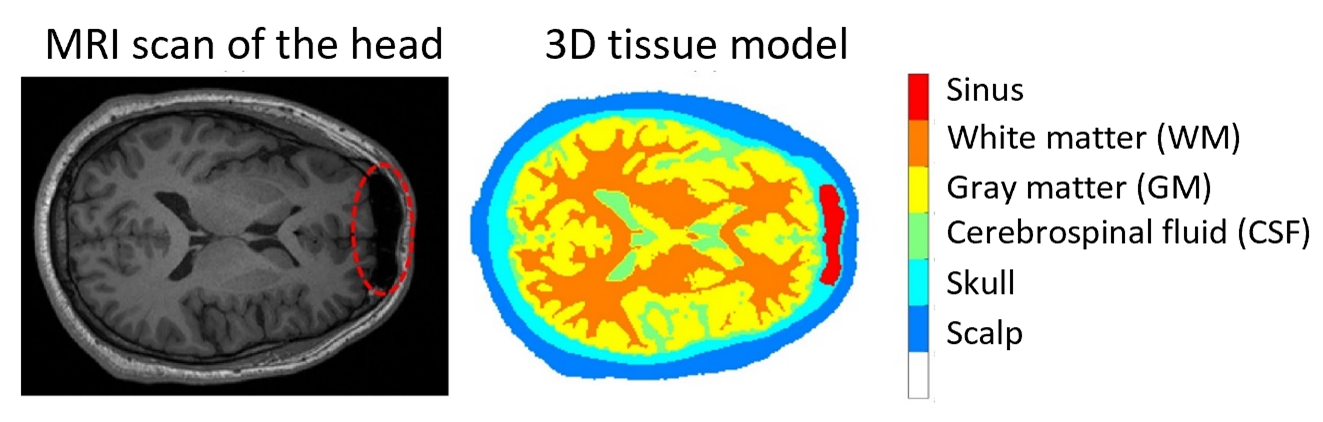 MRI scan of the head
3D tissue model
Sinus
White matter (WM)
Gray matter (GM)
Cerebrospinal fluid (CSF)
Skull
Scalp